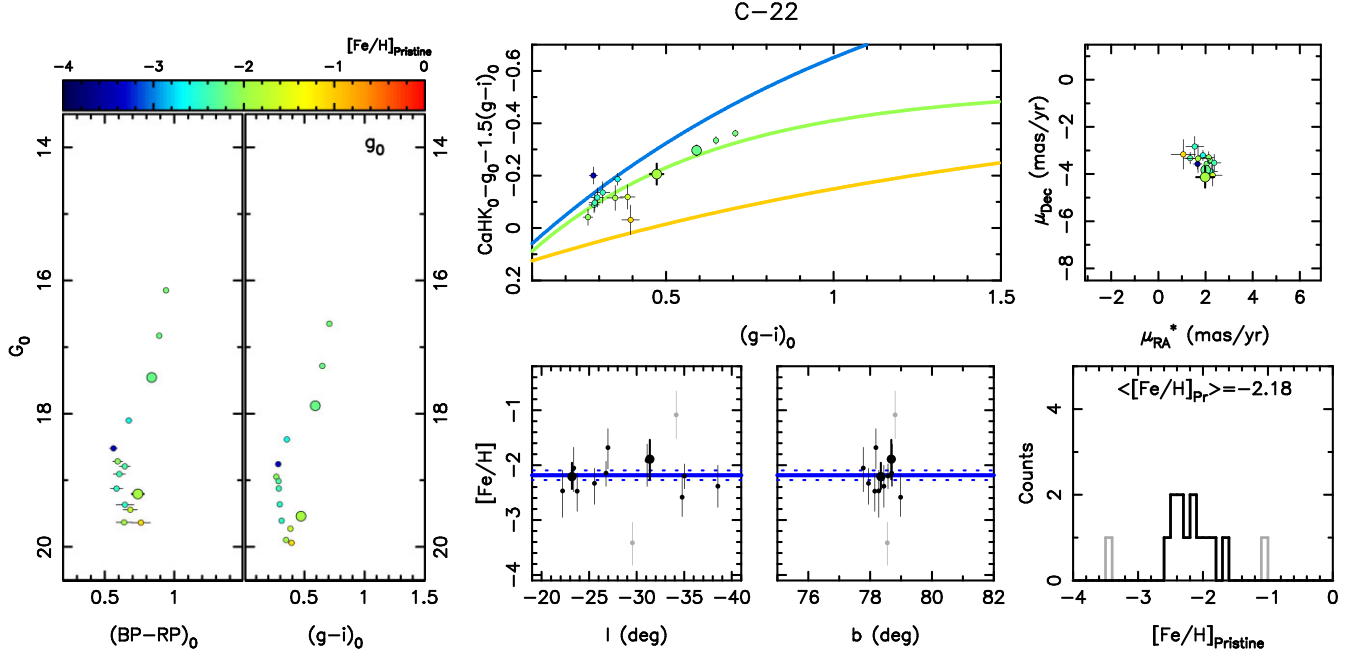 C−22
[Fe/H]Pristine
−4 −3 −2 −1 0
g0
14 16 18 20
G0
14 16 18 20
0.5 1
(BP−RP)0
0.5 1 1.5
(g−i)0
−0.6 −0.4 −0.2 0 0.2
CaHK0−g0−1.5(g−i)0
0.5 1 1.5
(g−i)0
0 −2 −4 −6 −8
μDec (mas/yr)
−2 0 2 4 6
μRA* (mas/yr)
−1 −2 −3 −4
[Fe/H]
−20 −25 −30 −35 −40
l (deg)
76 78 80 82
b (deg)
<[Fe/H]Pr>=−2.18
4 2 0
Counts
−4 −3 −2 −1 0
[Fe/H]Pristine